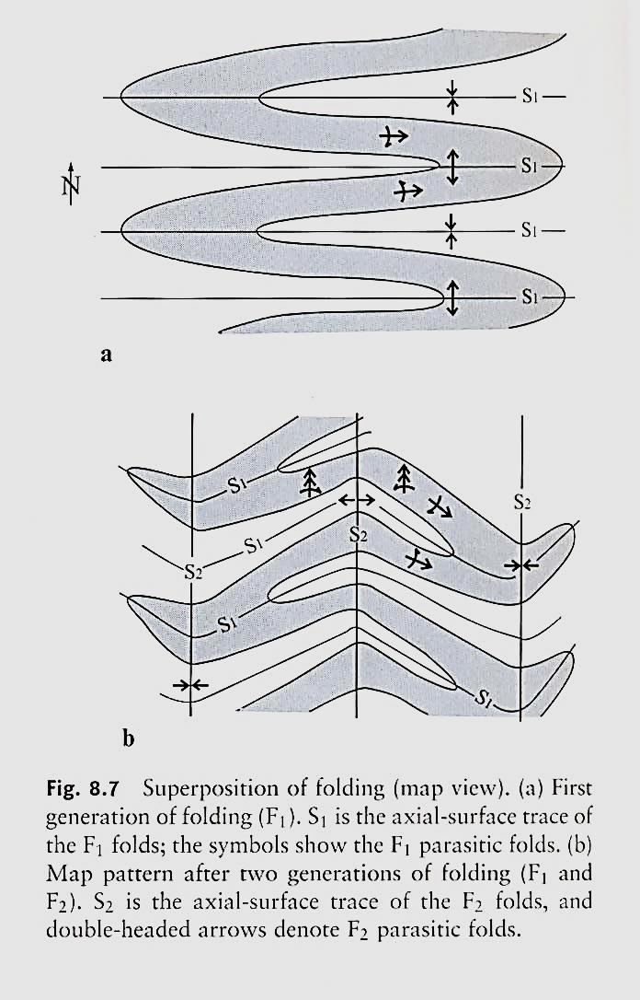 S1
S1
N
S1
S1
a
S1
S2
S2
S1
S2
S1
S1
b
Fig. 8.7 Superposition of folding (map view). (a) First
generation of folding (F1). S1 is the axial-surface trace of
the F1 folds; the symbols show the F1 parasitic folds. (b)
Map pattern after two generations of folding (F1 and
F2). S2 is the axial-surface trace of the F2 folds, and
double-headed arrows denote F2 parasitic folds.